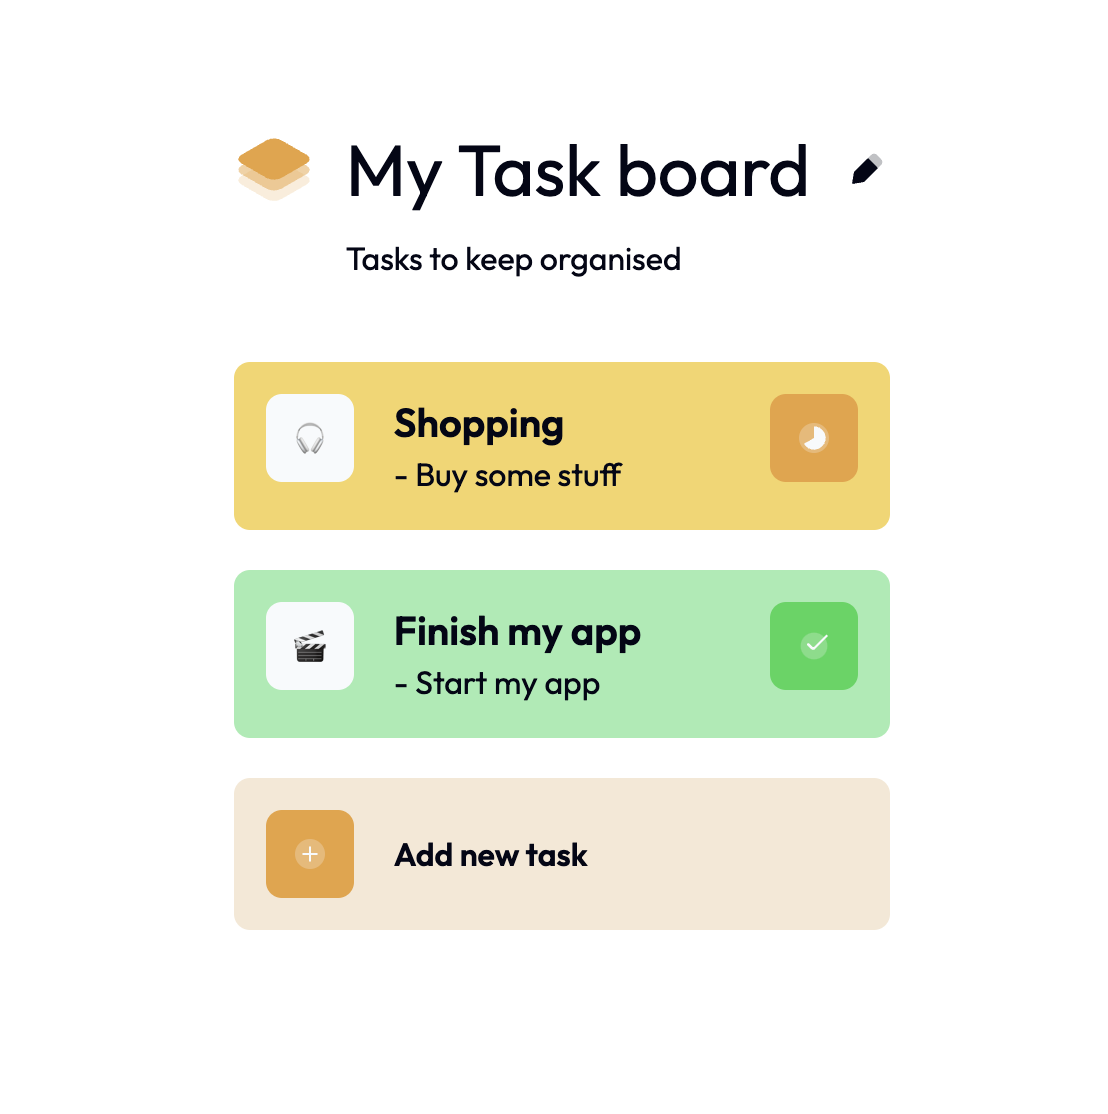 My Task board
Tasks to keep organised
Shopping
- Buy some stuff
Finish my app
- Start my app
Add new task